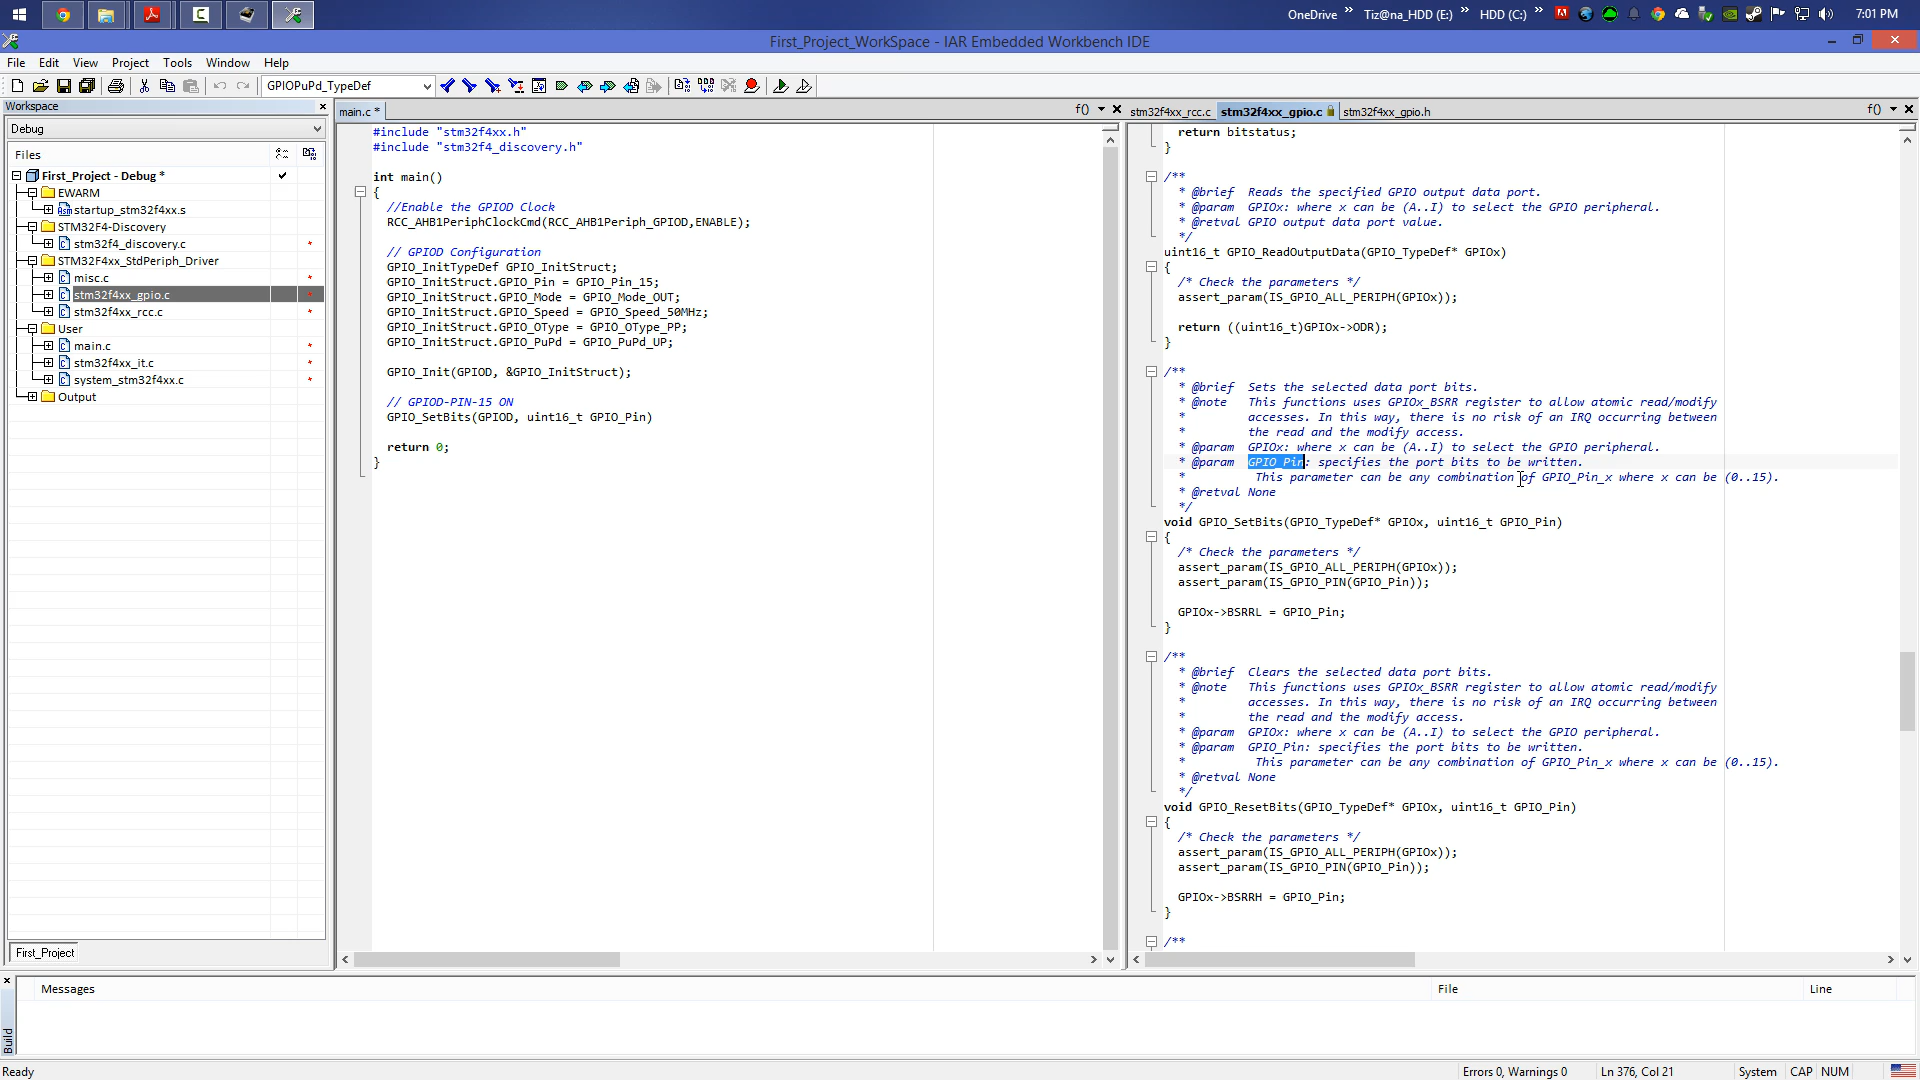 OneDrive » Tiz@na_HDD (E:) » HDD (C:) » 7:01 PM
First_Project_WorkSpace - IAR Embedded Workbench IDE
File Edit View Project Tools Window Help
GPIOPuPd_TypeDef
Workspace
Debug
Files
First_Project - Debug *
EWARM
startup_stm32f4xx.s
STM32F4-Discovery
stm32f4_discovery.c
STM32F4xx_StdPeriph_Driver
misc.c
stm32f4xx_gpio.c
stm32f4xx_rcc.c
User
main.c
stm32f4xx_it.c
system_stm32f4xx.c
Output
First_Project
main.c *
f()
#include "stm32f4xx.h"
#include "stm32f4_discovery.h"
int main()
{
//Enable the GPIOD Clock
RCC_AHB1PeriphClockCmd(RCC_AHB1Periph_GPIOD,ENABLE);
// GPIOD Configuration
GPIO_InitTypeDef GPIO_InitStruct;
GPIO_InitStruct.GPIO_Pin = GPIO_Pin_15;
GPIO_InitStruct.GPIO_Mode = GPIO_Mode_OUT;
GPIO_InitStruct.GPIO_Speed = GPIO_Speed_50MHz;
GPIO_InitStruct.GPIO_OType = GPIO_OType_PP;
GPIO_InitStruct.GPIO_PuPd = GPIO_PuPd_UP;
GPIO_Init(GPIOD, &GPIO_InitStruct);
// GPIOD-PIN-15 ON
GPIO_SetBits(GPIOD, uint16_t GPIO_Pin)
return 0;
}
stm32f4xx_rcc.c stm32f4xx_gpio.c stm32f4xx_gpio.h
f()
return bitstatus;
}
/**
* @brief Reads the specified GPIO output data port.
* @param GPIOx: where x can be (A..I) to select the GPIO peripheral.
* @retval GPIO output data port value.
*/
uint16_t GPIO_ReadOutputData(GPIO_TypeDef* GPIOx)
{
/* Check the parameters */
assert_param(IS_GPIO_ALL_PERIPH(GPIOx));
return ((uint16_t)GPIOx->ODR);
}
/**
* @brief Sets the selected data port bits.
* @note This functions uses GPIOx_BSRR register to allow atomic read/modify
* accesses. In this way, there is no risk of an IRQ occurring between
* the read and the modify access.
* @param GPIOx: where x can be (A..I) to select the GPIO peripheral.
* @param GPIO_Pin: specifies the port bits to be written.
* This parameter can be any combination of GPIO_Pin_x where x can be (0..15).
* @retval None
*/
void GPIO_SetBits(GPIO_TypeDef* GPIOx, uint16_t GPIO_Pin)
{
/* Check the parameters */
assert_param(IS_GPIO_ALL_PERIPH(GPIOx));
assert_param(IS_GPIO_PIN(GPIO_Pin));
GPIOx->BSRRL = GPIO_Pin;
}
/**
* @brief Clears the selected data port bits.
* @note This functions uses GPIOx_BSRR register to allow atomic read/modify
* accesses. In this way, there is no risk of an IRQ occurring between
* the read and the modify access.
* @param GPIOx: where x can be (A..I) to select the GPIO peripheral.
* @param GPIO_Pin: specifies the port bits to be written.
* This parameter can be any combination of GPIO_Pin_x where x can be (0..15).
* @retval None
*/
void GPIO_ResetBits(GPIO_TypeDef* GPIOx, uint16_t GPIO_Pin)
{
/* Check the parameters */
assert_param(IS_GPIO_ALL_PERIPH(GPIOx));
assert_param(IS_GPIO_PIN(GPIO_Pin));
GPIOx->BSRRH = GPIO_Pin;
}
/**
Messages File Line
Build
Ready Errors 0, Warnings 0 Ln 376, Col 21 System CAP NUM